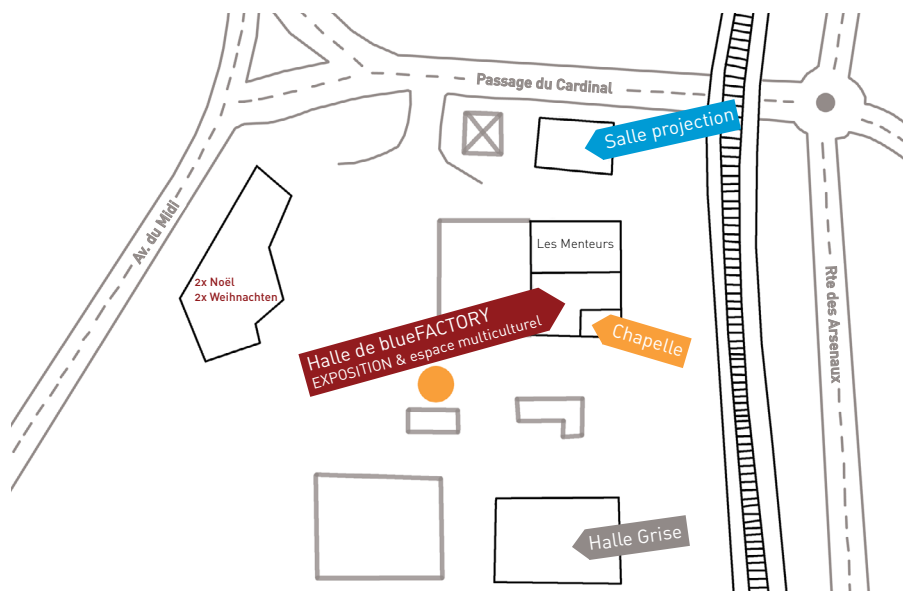 Passage du Cardinal
Salle projection
Av. du Midi
Les Menteurs
2x Noël
2x Weihnachten
Halle de blueFACTORY
EXPOSITION & espace multiculturel
Chapelle
Rte des Arsenaux
Halle Grise